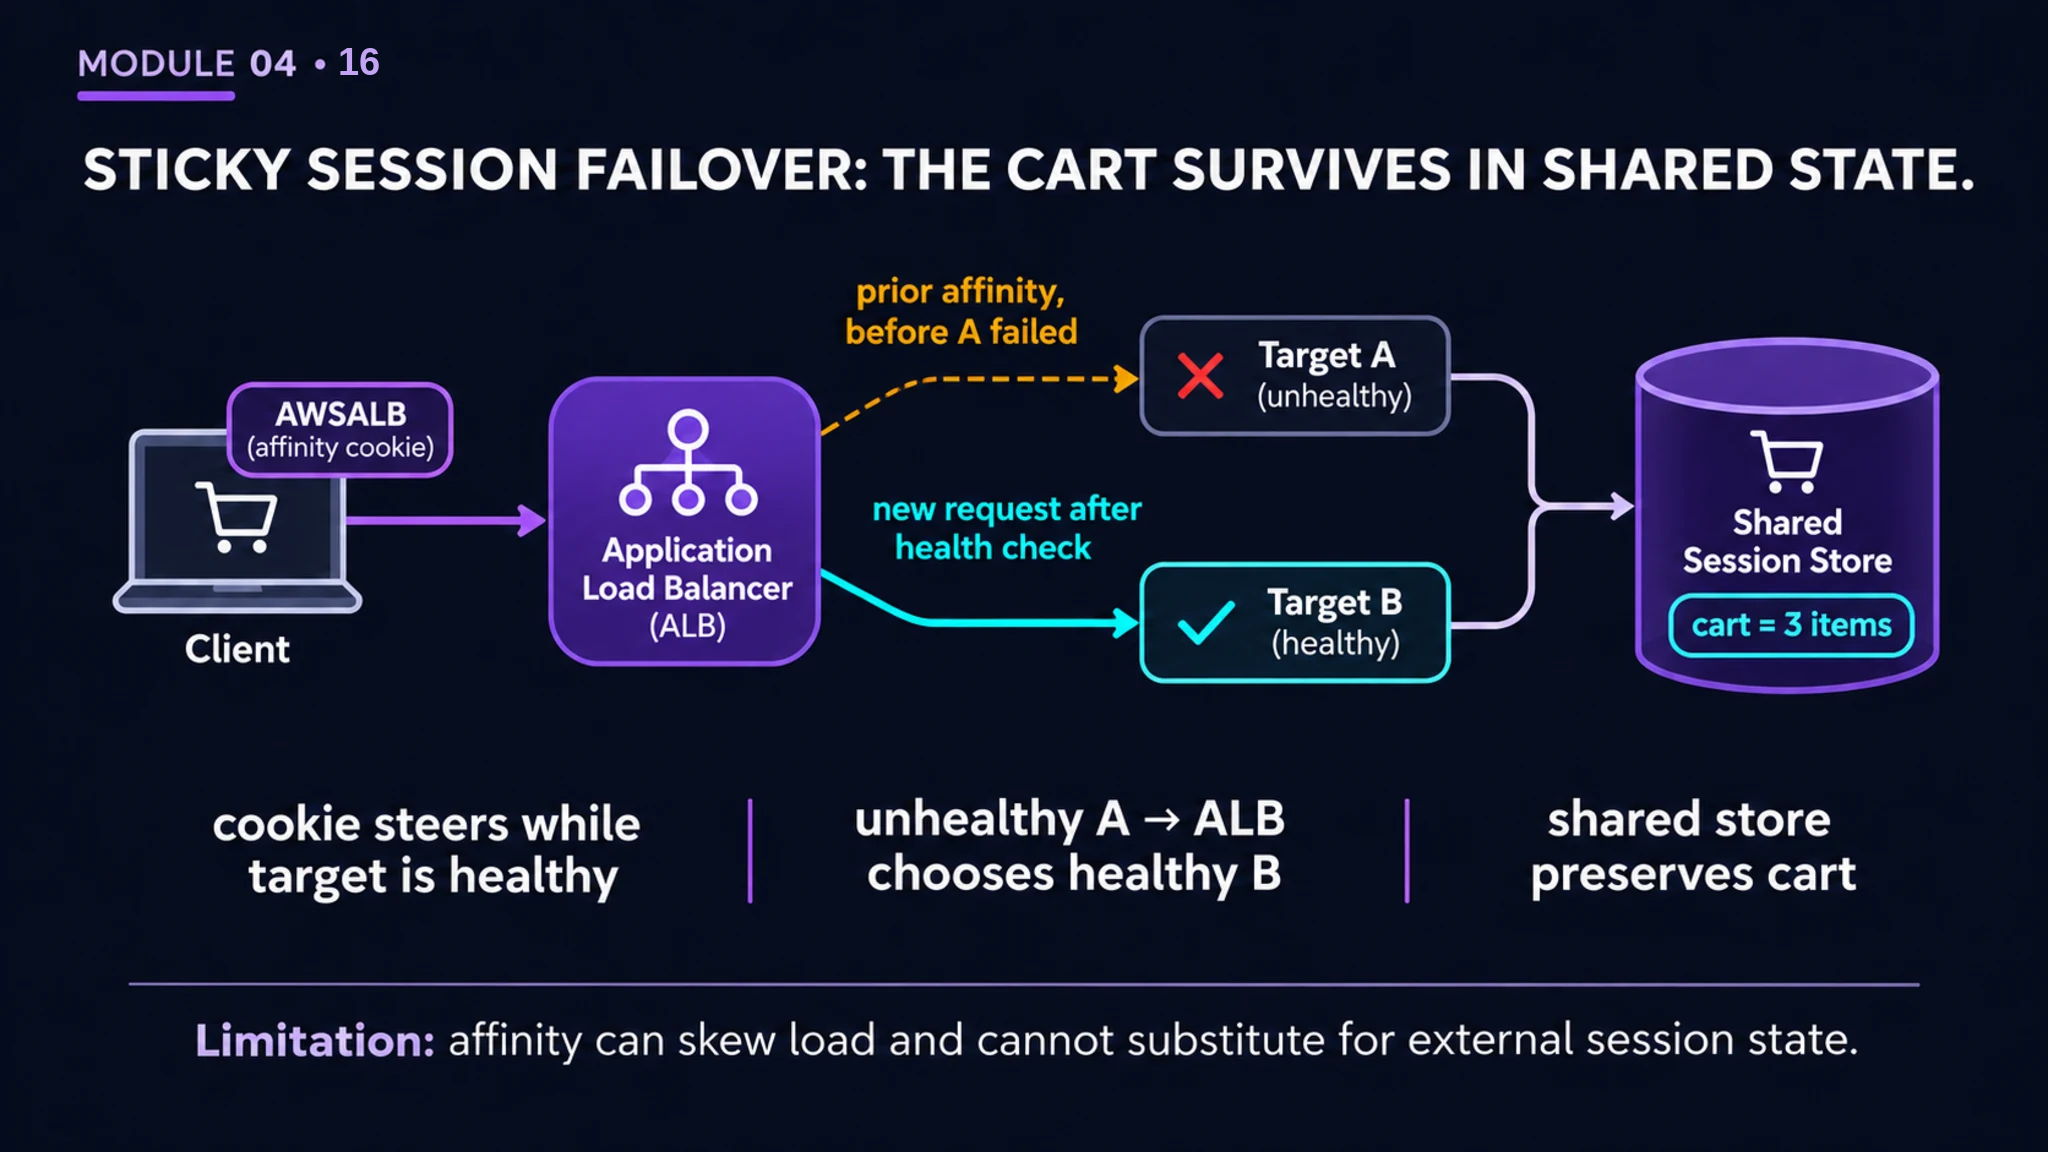 MODULE 04 • 16
STICKY SESSION FAILOVER: THE CART SURVIVES IN SHARED STATE.
prior affinity,
before A failed
AWSALB
(affinity cookie)
Client
Application
Load Balancer
(ALB)
new request after
health check
Target A
(unhealthy)
Target B
(healthy)
Shared
Session Store
cart = 3 items
cookie steers while
target is healthy
unhealthy A → ALB
chooses healthy B
shared store
preserves cart
Limitation: affinity can skew load and cannot substitute for external session state.